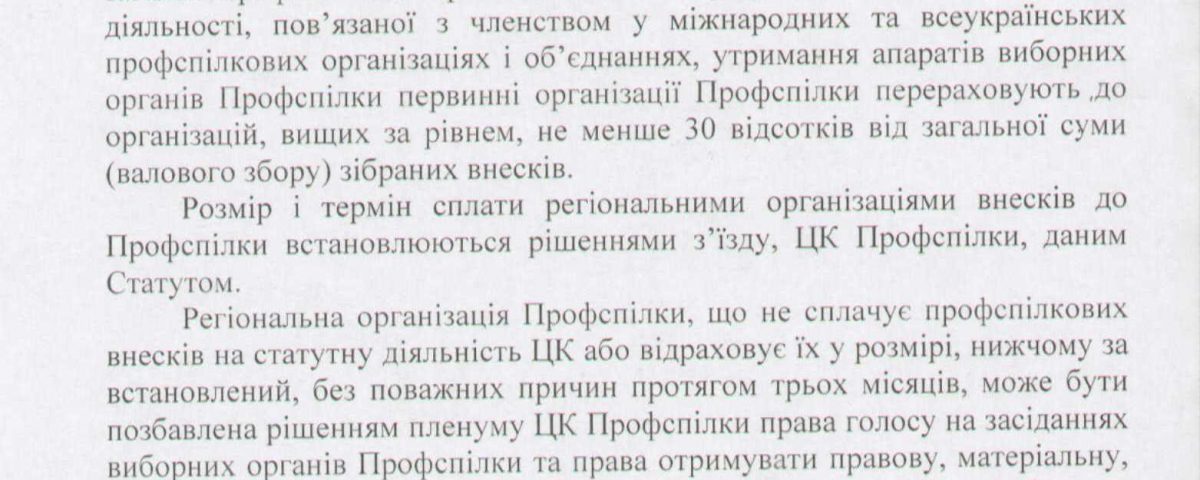 діяльності, пов’язаної з членством у міжнародних та всеукраїнських
профспілкових організаціях і об’єднаннях, утримання апаратів виборних
органів Профспілки первинні організації Профспілки перераховують до
організацій, вищих за рівнем, не менше 30 відсотків від загальної суми
(валового збору) зібраних внесків.
Розмір і термін сплати регіональними організаціями внесків до
Профспілки встановлюються рішеннями з’їзду, ЦК Профспілки, даним
Статутом.
Регіональна організація Профспілки, що не сплачує профспілкових
внесків на статутну діяльність ЦК або відраховує їх у розмірі, нижчому за
встановлений, без поважних причин протягом трьох місяців, може бути
позбавлена рішенням пленуму ЦК Профспілки права голосу на засіданнях
виборних органів Профспілки та права отримувати правову, матеріальну,